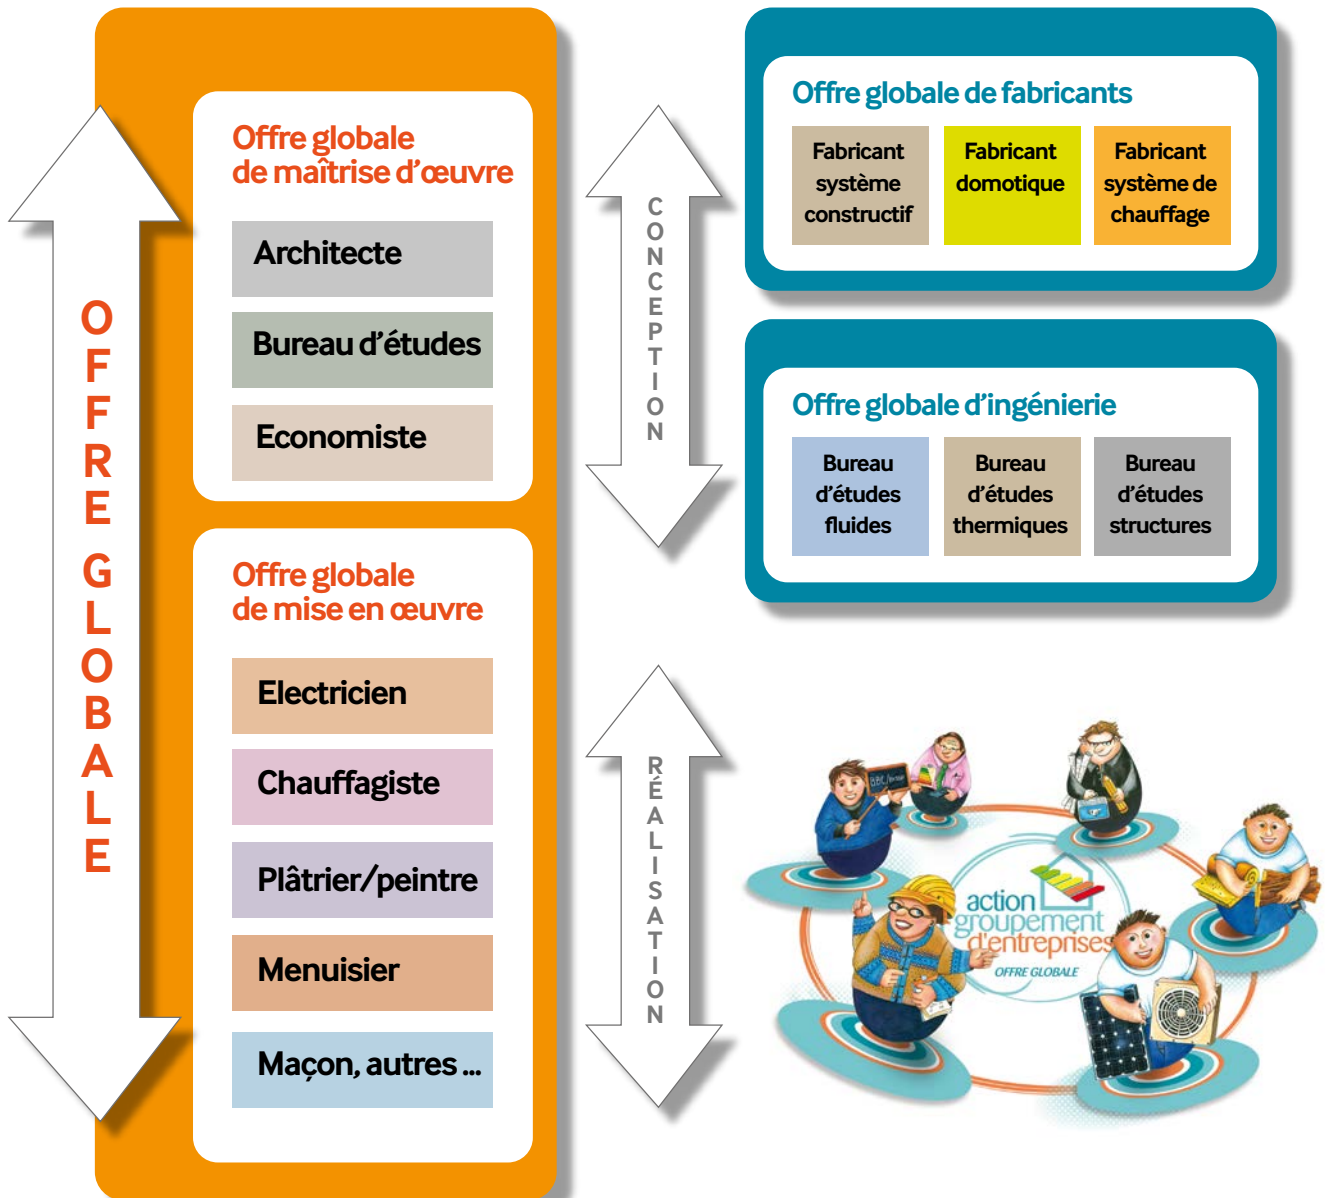 OFFRE GLOBALE
Offre globale
de maîtrise d'œuvre
Architecte
Bureau d'études
Economiste
Offre globale
de mise en œuvre
Electricien
Chauffagiste
Plâtrier/peintre
Menuisier
Maçon, autres ...
CONCEPTION
RÉALISATION
Offre globale de fabricants
Fabricant
système
constructif
Fabricant
domotique
Fabricant
système de
chauffage
Offre globale d'ingénierie
Bureau
d'études
fluides
Bureau
d'études
thermiques
Bureau
d'études
structures
action
groupement
d'entreprises
OFFRE GLOBALE